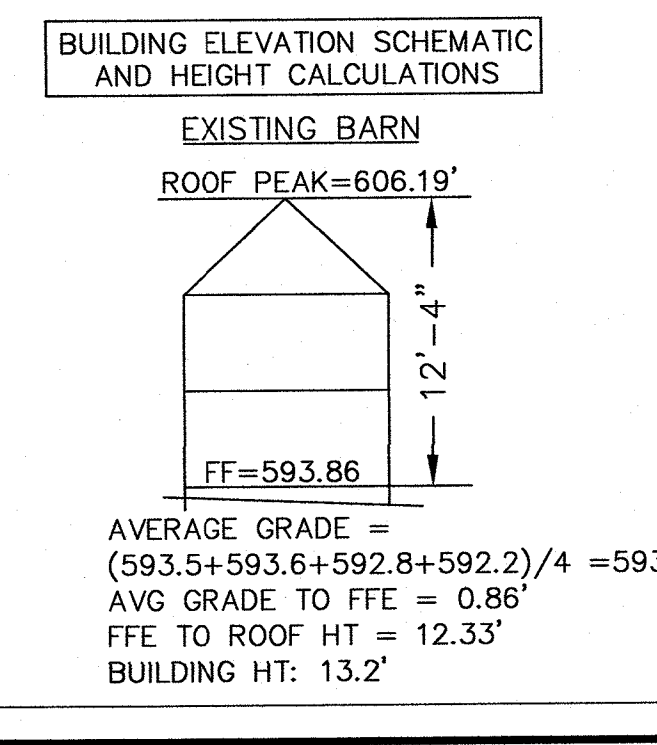 BUILDING ELEVATION SCHEMATIC
AND HEIGHT CALCULATIONS
EXISTING BARN
ROOF PEAK=606.19'
12'-4"
FF=593.86
AVERAGE GRADE =
(593.5+593.6+592.8+592.2)/4 =593
AVG GRADE TO FFE = 0.86'
FFE TO ROOF HT = 12.33'
BUILDING HT: 13.2'